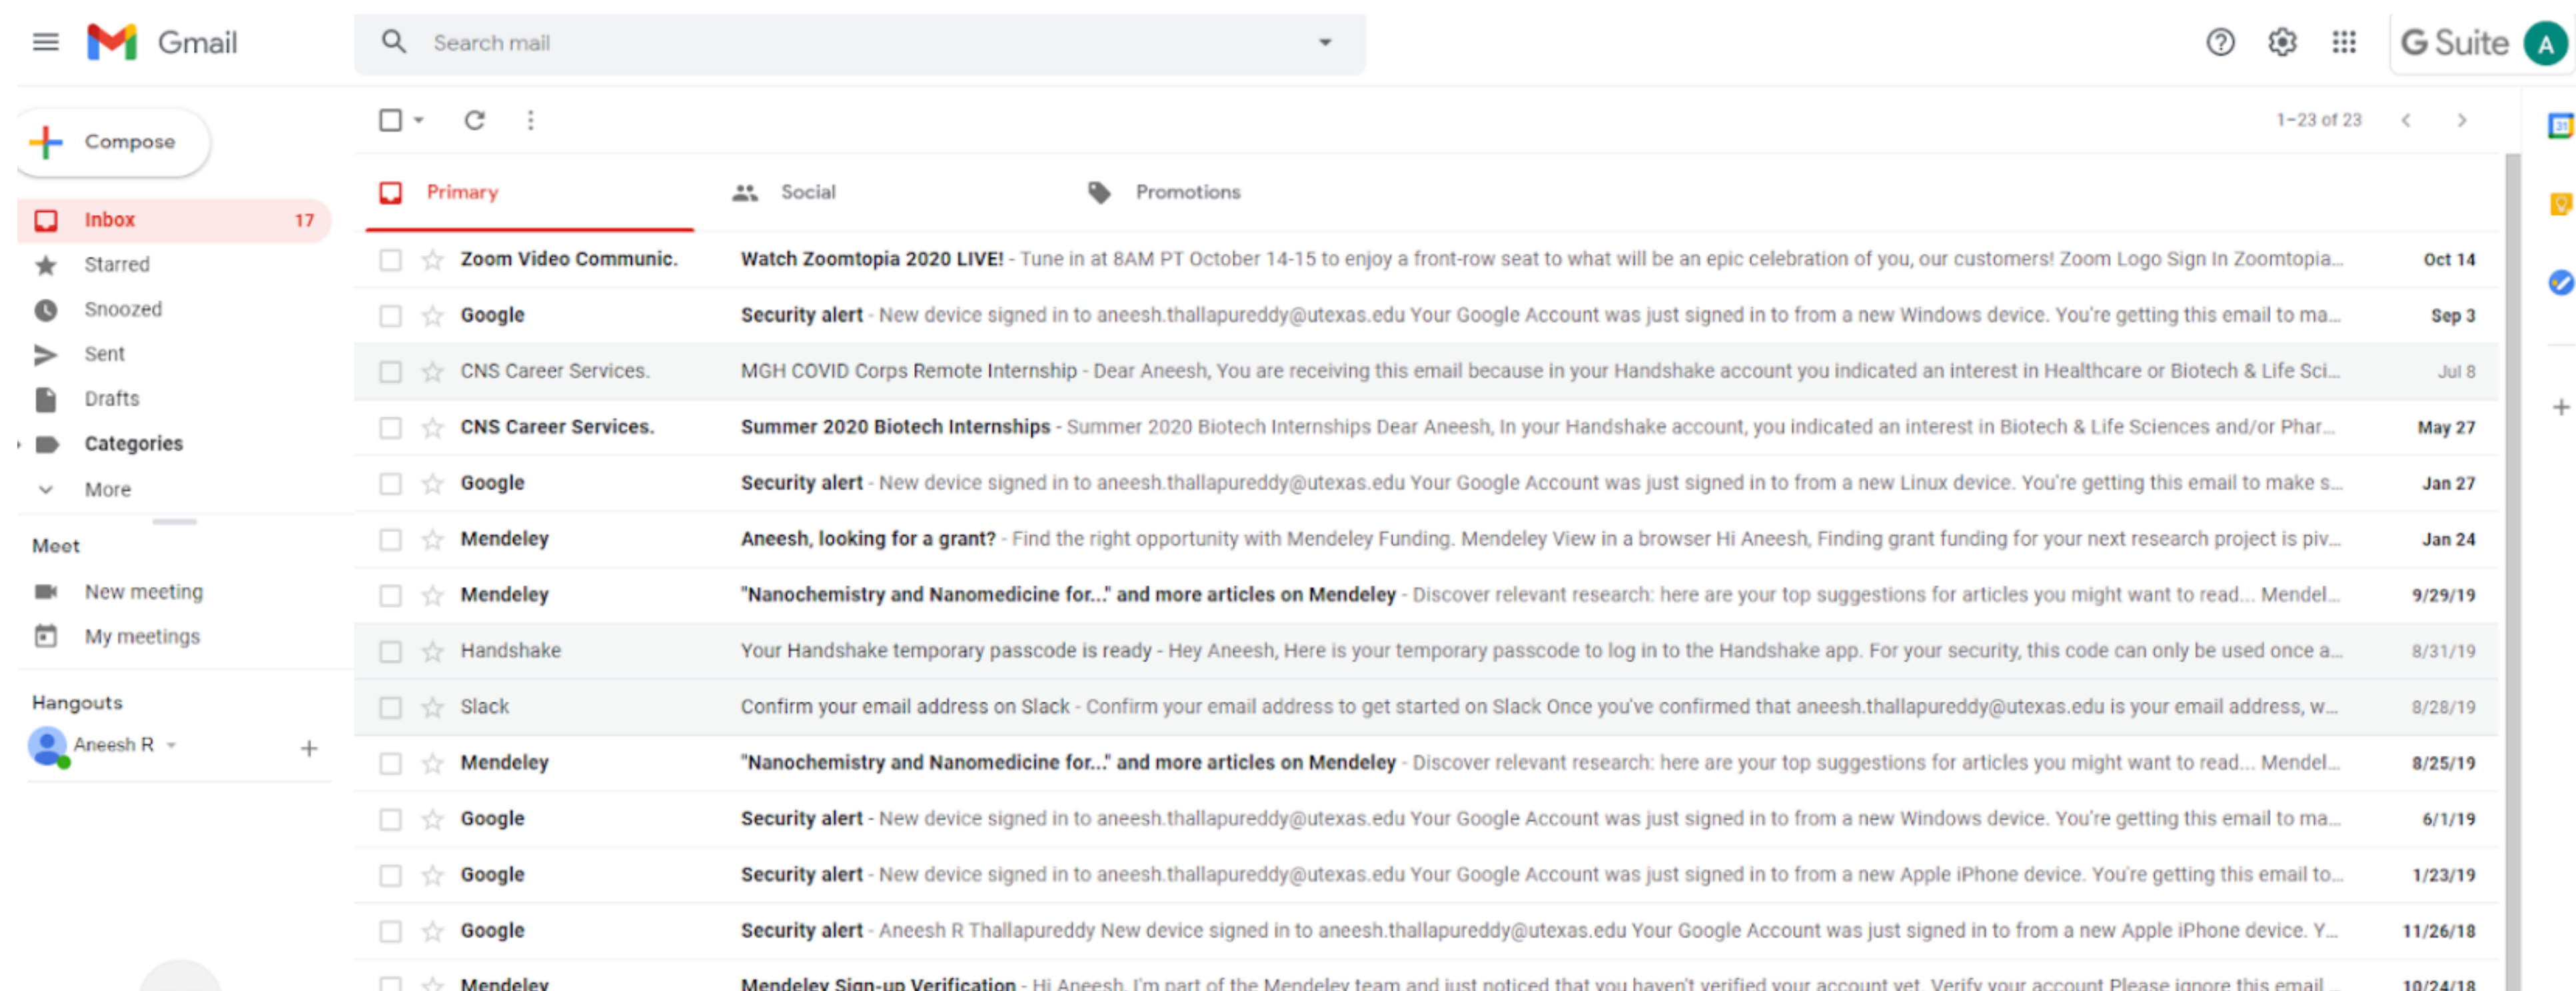 Gmail
Search mail
G Suite A
Compose
1–23 of 23
31
Primary Social Promotions
Inbox 17
Starred
Snoozed
Sent
Drafts
Categories
More
Meet
New meeting
My meetings
Hangouts
Aneesh R
Zoom Video Communic. Watch Zoomtopia 2020 LIVE! - Tune in at 8AM PT October 14-15 to enjoy a front-row seat to what will be an epic celebration of you, our customers! Zoom Logo Sign In Zoomtopia... Oct 14
Google Security alert - New device signed in to aneesh.thallapureddy@utexas.edu Your Google Account was just signed in to from a new Windows device. You're getting this email to ma... Sep 3
CNS Career Services. MGH COVID Corps Remote Internship - Dear Aneesh, You are receiving this email because in your Handshake account you indicated an interest in Healthcare or Biotech & Life Sci... Jul 8
CNS Career Services. Summer 2020 Biotech Internships - Summer 2020 Biotech Internships Dear Aneesh, In your Handshake account, you indicated an interest in Biotech & Life Sciences and/or Phar... May 27
Google Security alert - New device signed in to aneesh.thallapureddy@utexas.edu Your Google Account was just signed in to from a new Linux device. You're getting this email to make s... Jan 27
Mendeley Aneesh, looking for a grant? - Find the right opportunity with Mendeley Funding. Mendeley View in a browser Hi Aneesh, Finding grant funding for your next research project is piv... Jan 24
Mendeley "Nanochemistry and Nanomedicine for..." and more articles on Mendeley - Discover relevant research: here are your top suggestions for articles you might want to read... Mendel... 9/29/19
Handshake Your Handshake temporary passcode is ready - Hey Aneesh, Here is your temporary passcode to log in to the Handshake app. For your security, this code can only be used once a... 8/31/19
Slack Confirm your email address on Slack - Confirm your email address to get started on Slack Once you've confirmed that aneesh.thallapureddy@utexas.edu is your email address, w... 8/28/19
Mendeley "Nanochemistry and Nanomedicine for..." and more articles on Mendeley - Discover relevant research: here are your top suggestions for articles you might want to read... Mendel... 8/25/19
Google Security alert - New device signed in to aneesh.thallapureddy@utexas.edu Your Google Account was just signed in to from a new Windows device. You're getting this email to ma... 6/1/19
Google Security alert - New device signed in to aneesh.thallapureddy@utexas.edu Your Google Account was just signed in to from a new Apple iPhone device. You're getting this email to... 1/23/19
Google Security alert - Aneesh R Thallapureddy New device signed in to aneesh.thallapureddy@utexas.edu Your Google Account was just signed in to from a new Apple iPhone device. Y... 11/26/18
Mendeley Mendeley Sign-up Verification - Hi Aneesh, I'm part of the Mendeley team and just noticed that you haven't verified your account yet. Verify your account Please ignore this email ... 10/24/18